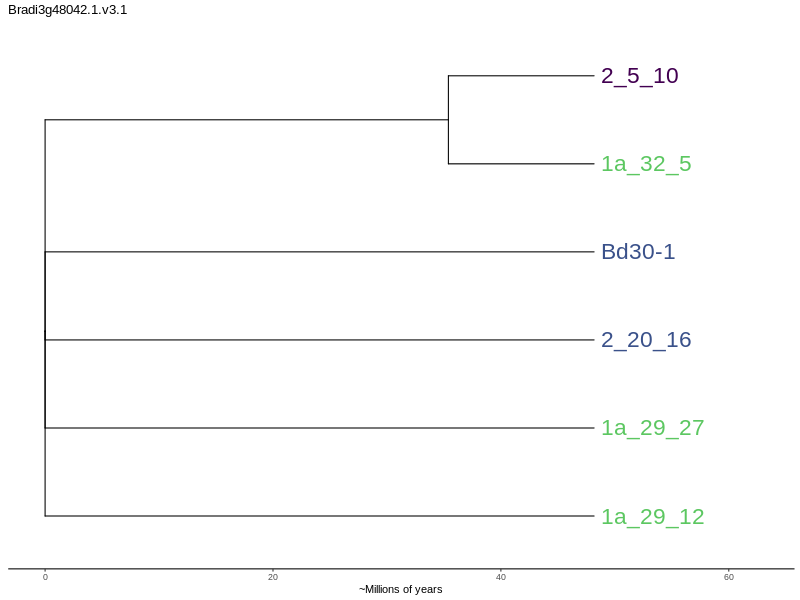 Bradi3g48042.1.v3.1
2_5_10
1a_32_5
Bd30-1
2_20_16
1a_29_27
1a_29_12
0 20 40 60
~Millions of years